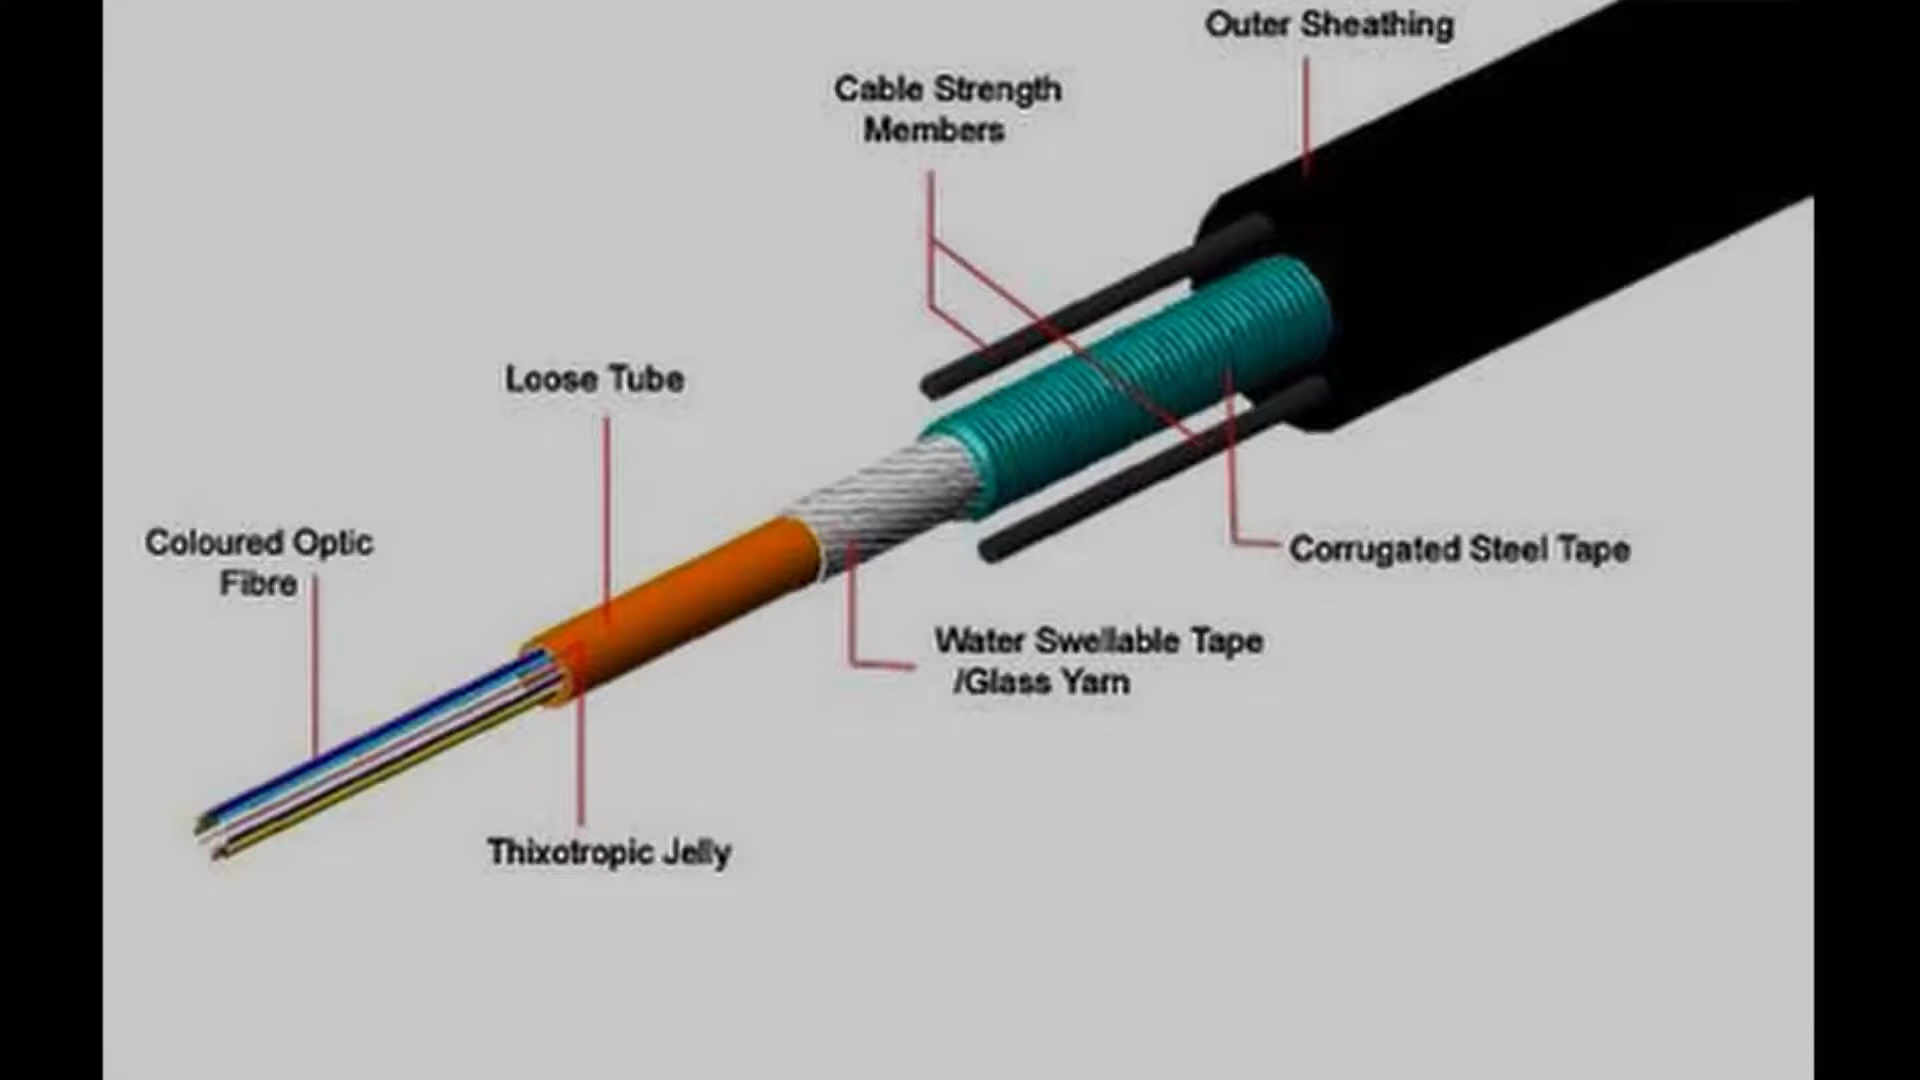 Outer Sheathing
Cable Strength
Members
Loose Tube
Coloured Optic
Fibre
Corrugated Steel Tape
Water Swellable Tape
/Glass Yarn
Thixotropic Jelly